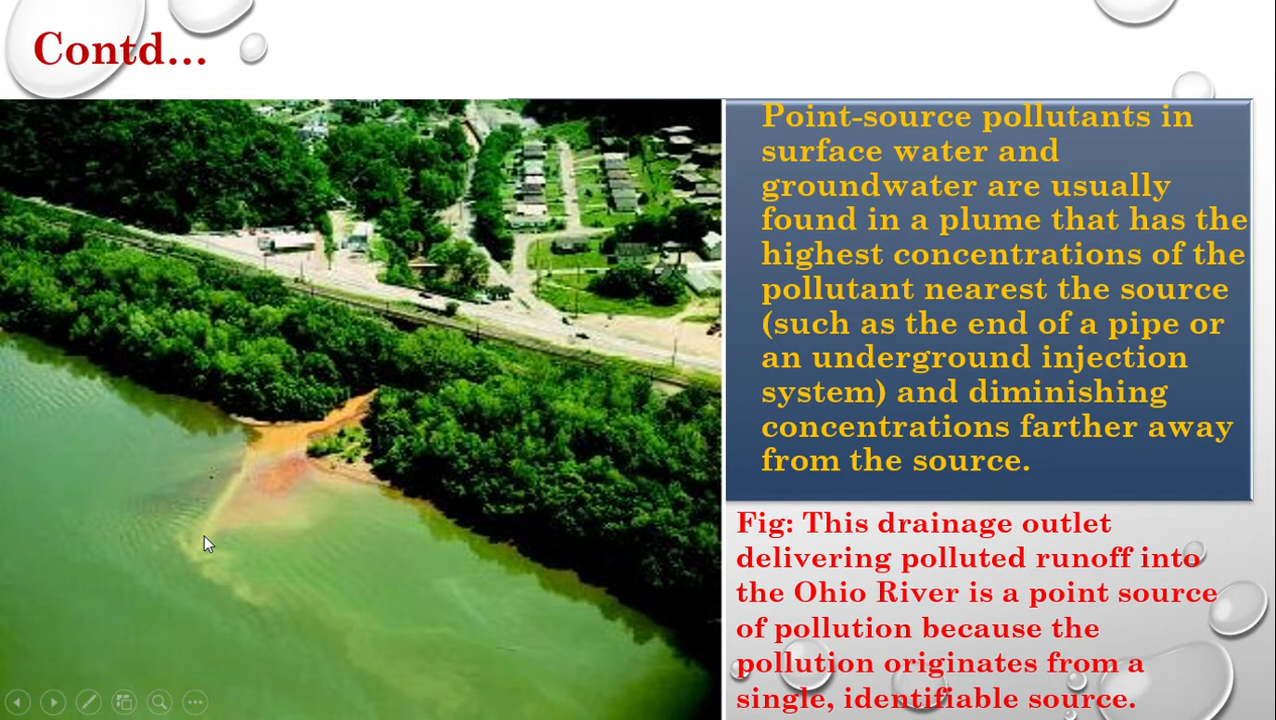 Contd...
Point-source pollutants in
surface water and
groundwater are usually
found in a plume that has the
highest concentrations of the
pollutant nearest the source
(such as the end of a pipe or
an underground injection
system) and diminishing
concentrations farther away
from the source.
Fig: This drainage outlet
delivering polluted runoff into
the Ohio River is a point source
of pollution because the
pollution originates from a
single, identifiable source.